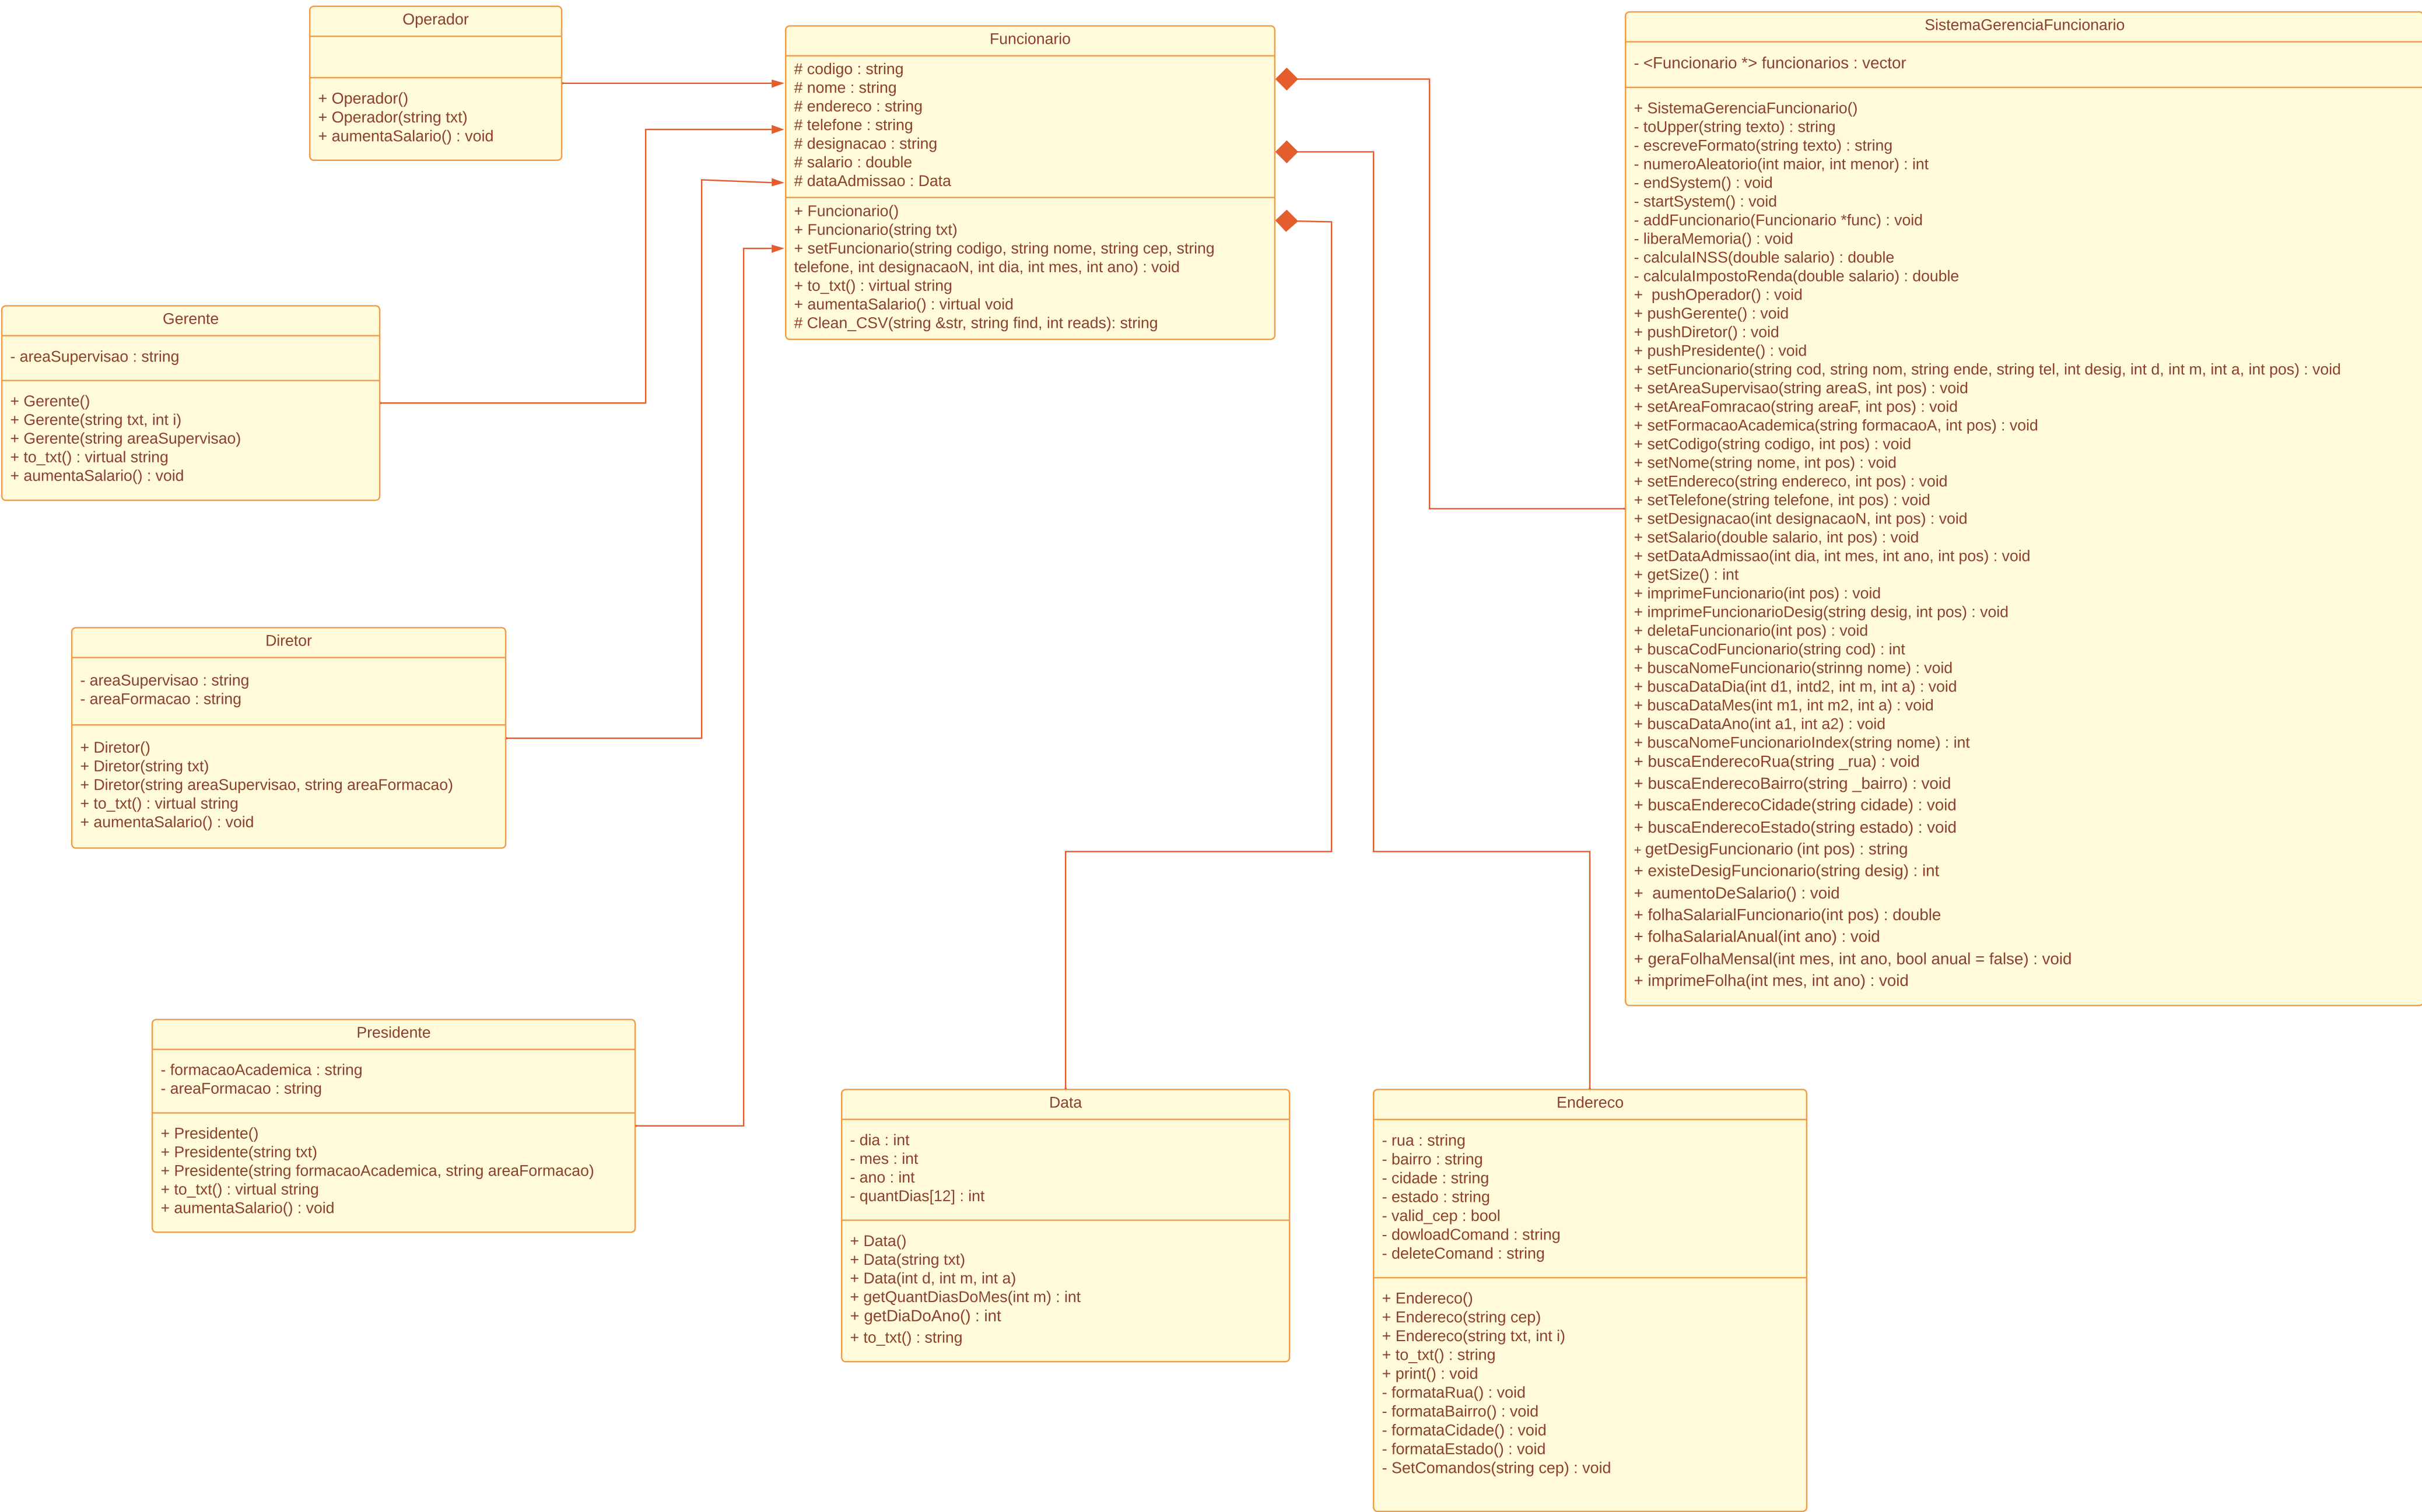 Operador
+ Operador()
+ Operador(string txt)
+ aumentaSalario() : void
Funcionario
# codigo : string
# nome : string
# endereco : string
# telefone : string
# designacao : string
# salario : double
# dataAdmissao : Data
+ Funcionario()
+ Funcionario(string txt)
+ setFuncionario(string codigo, string nome, string cep, string
telefone, int designacaoN, int dia, int mes, int ano) : void
+ to_txt() : virtual string
+ aumentaSalario() : virtual void
# Clean_CSV(string &str, string find, int reads): string
SistemaGerenciaFuncionario
- <Funcionario *> funcionarios : vector
+ SistemaGerenciaFuncionario()
- toUpper(string texto) : string
- escreveFormato(string texto) : string
- numeroAleatorio(int maior, int menor) : int
- endSystem() : void
- startSystem() : void
- addFuncionario(Funcionario *func) : void
- liberaMemoria() : void
- calculaINSS(double salario) : double
- calculaImpostoRenda(double salario) : double
+  pushOperador() : void
+ pushGerente() : void
+ pushDiretor() : void
+ pushPresidente() : void
+ setFuncionario(string cod, string nom, string ende, string tel, int desig, int d, int m, int a, int pos) : void
+ setAreaSupervisao(string areaS, int pos) : void
+ setAreaFomracao(string areaF, int pos) : void
+ setFormacaoAcademica(string formacaoA, int pos) : void
+ setCodigo(string codigo, int pos) : void
+ setNome(string nome, int pos) : void
+ setEndereco(string endereco, int pos) : void
+ setTelefone(string telefone, int pos) : void
+ setDesignacao(int designacaoN, int pos) : void
+ setSalario(double salario, int pos) : void
+ setDataAdmissao(int dia, int mes, int ano, int pos) : void
+ getSize() : int
+ imprimeFuncionario(int pos) : void
+ imprimeFuncionarioDesig(string desig, int pos) : void
+ deletaFuncionario(int pos) : void
+ buscaCodFuncionario(string cod) : int
+ buscaNomeFuncionario(strinng nome) : void
+ buscaDataDia(int d1, intd2, int m, int a) : void
+ buscaDataMes(int m1, int m2, int a) : void
+ buscaDataAno(int a1, int a2) : void
+ buscaNomeFuncionarioIndex(string nome) : int
+ buscaEnderecoRua(string _rua) : void
+ buscaEnderecoBairro(string _bairro) : void
+ buscaEnderecoCidade(string cidade) : void
+ buscaEnderecoEstado(string estado) : void
+ getDesigFuncionario (int pos) : string
+ existeDesigFuncionario(string desig) : int
+  aumentoDeSalario() : void
+ folhaSalarialFuncionario(int pos) : double
+ folhaSalarialAnual(int ano) : void
+ geraFolhaMensal(int mes, int ano, bool anual = false) : void
+ imprimeFolha(int mes, int ano) : void
Gerente
- areaSupervisao : string
+ Gerente()
+ Gerente(string txt, int i)
+ Gerente(string areaSupervisao)
+ to_txt() : virtual string
+ aumentaSalario() : void
Diretor
- areaSupervisao : string
- areaFormacao : string
+ Diretor()
+ Diretor(string txt)
+ Diretor(string areaSupervisao, string areaFormacao)
+ to_txt() : virtual string
+ aumentaSalario() : void
Presidente
- formacaoAcademica : string
- areaFormacao : string
+ Presidente()
+ Presidente(string txt)
+ Presidente(string formacaoAcademica, string areaFormacao)
+ to_txt() : virtual string
+ aumentaSalario() : void
Data
- dia : int
- mes : int
- ano : int
- quantDias[12] : int
+ Data()
+ Data(string txt)
+ Data(int d, int m, int a)
+ getQuantDiasDoMes(int m) : int
+ getDiaDoAno() : int
+ to_txt() : string
Endereco
- rua : string
- bairro : string
- cidade : string
- estado : string
- valid_cep : bool
- dowloadComand : string
- deleteComand : string
+ Endereco()
+ Endereco(string cep)
+ Endereco(string txt, int i)
+ to_txt() : string
+ print() : void
- formataRua() : void
- formataBairro() : void
- formataCidade() : void
- formataEstado() : void
- SetComandos(string cep) : void